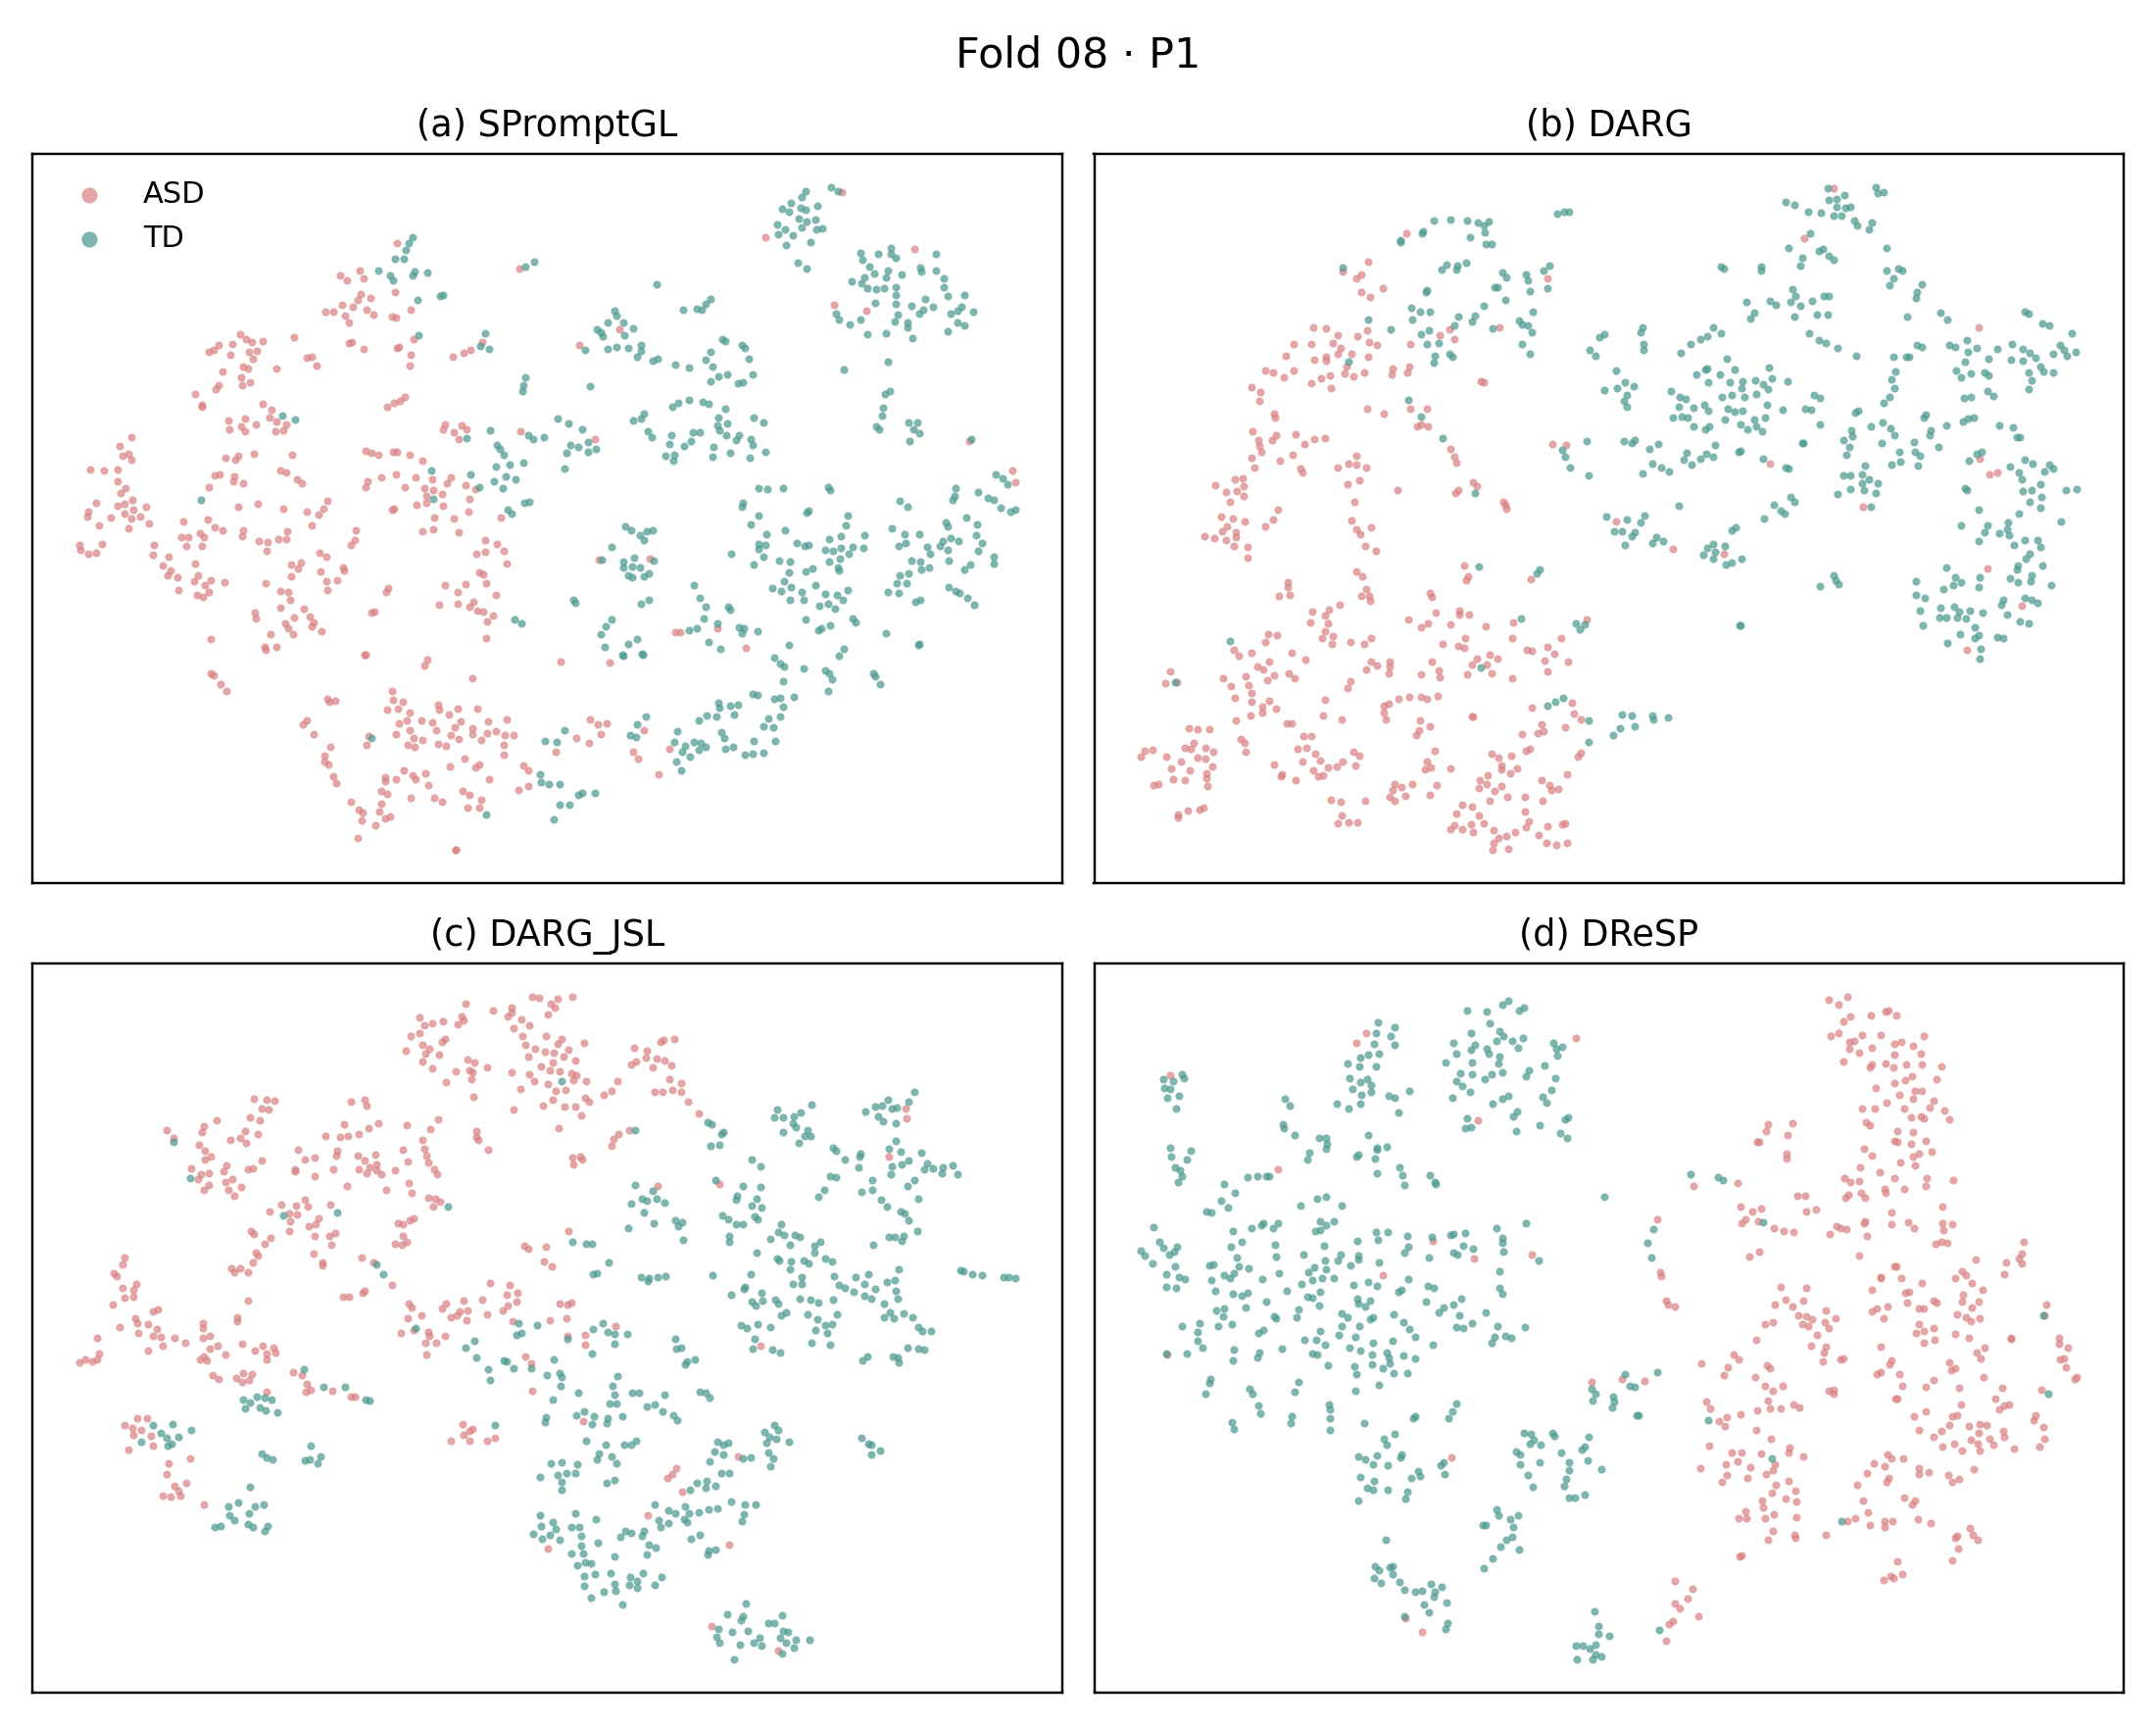 Fold 08 · P1
(a) SPromptGL
(b) DARG
ASD
TD
(c) DARG_JSL
(d) DReSP